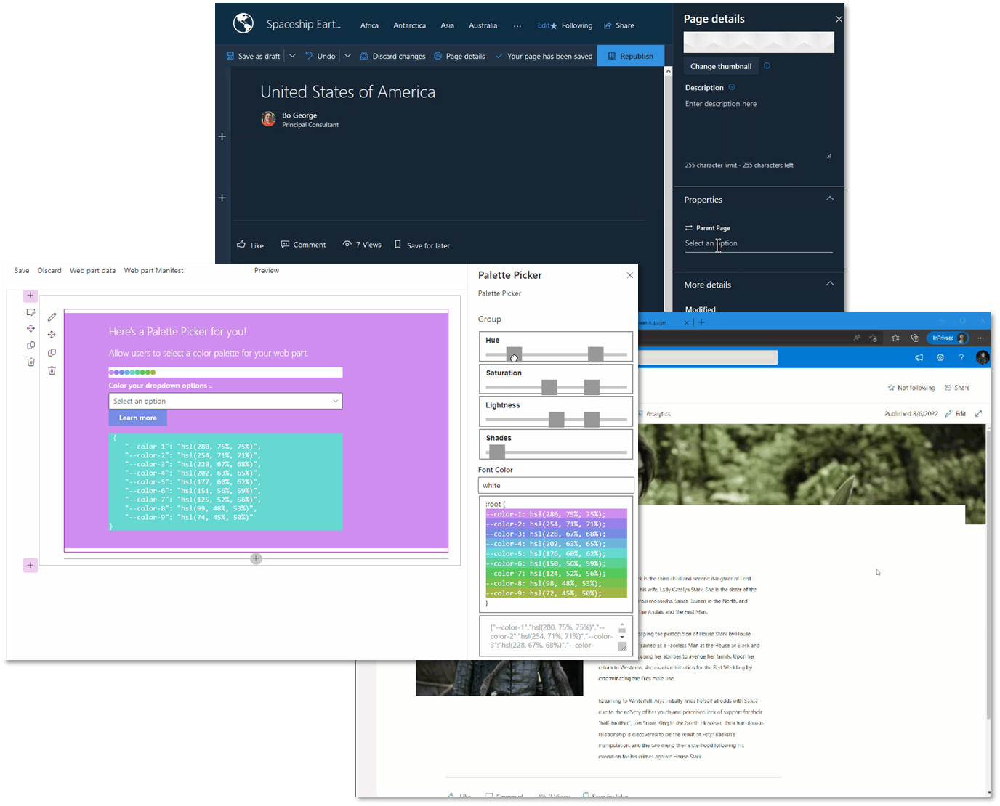 Spaceship Eart...
Africa
Antarctica
Asia
Australia
...
Edit
Following
Share
Save as draft
Undo
Discard changes
Page details
Your page has been saved
Republish
United States of America
Bo George
Principal Consultant
Like
Comment
7 Views
Save for later
Page details
Change thumbnail
Description
Enter description here
255 character limit - 255 characters left
Properties
Parent Page
Select an option
More details
Modified
Save
Discard
Web part data
Web part Manifest
Preview
Here's a Palette Picker for you!
Allow users to select a color palette for your web part.
Color your dropdown options ..
Select an option
Learn more
{
"--color-1": "hsl(280, 75%, 75%)",
"--color-2": "hsl(254, 71%, 71%)",
"--color-3": "hsl(228, 67%, 68%)",
"--color-4": "hsl(202, 63%, 65%)",
"--color-5": "hsl(177, 60%, 62%)",
"--color-6": "hsl(151, 56%, 59%)",
"--color-7": "hsl(125, 52%, 56%)",
"--color-8": "hsl(99, 48%, 53%)",
"--color-9": "hsl(74, 45%, 50%)"
}
Palette Picker
Palette Picker
Group
Hue
Saturation
Lightness
Shades
Font Color
white
:root {
--color-1: hsl(280, 75%, 75%);
--color-2: hsl(254, 71%, 71%);
--color-3: hsl(228, 67%, 68%);
--color-4: hsl(202, 63%, 65%);
--color-5: hsl(176, 60%, 62%);
--color-6: hsl(150, 56%, 59%);
--color-7: hsl(124, 52%, 56%);
--color-8: hsl(98, 48%, 53%);
--color-9: hsl(72, 45%, 50%);
}
{"--color-1":"hsl(280, 75%, 75%)","--
color-2":"hsl(254, 71%, 71%)","--color-
3":"hsl(228, 67%, 68%)","--color-
page
InPrivate
Not following
Share
Analytics
Published 8/6/2022
Edit
is the third child and second daughter of Lord
his wife, Lady Catelyn Stark. She is the sister of the
monarchs, Sansa, Queen in the North, and
the Andals and the First Men.
the persecution of House Stark by House
trained as a Faceless Man at the House of Black and
using her abilities to avenge her family. Upon her
return to Westeros, she exacts retribution for the Red Wedding by
exterminating the Frey male line.
Returning to Winterfell, Arya initially finds herself at odds with Sansa
due to the naïvety of her youth and perceived lack of support for their
"half-brother", Jon Snow, King in the North. However, their tumultuous
relationship is discovered to be the result of Petyr Baelish's
manipulation, and the two mend their sisterhood following his
execution for his crimes against House Stark.